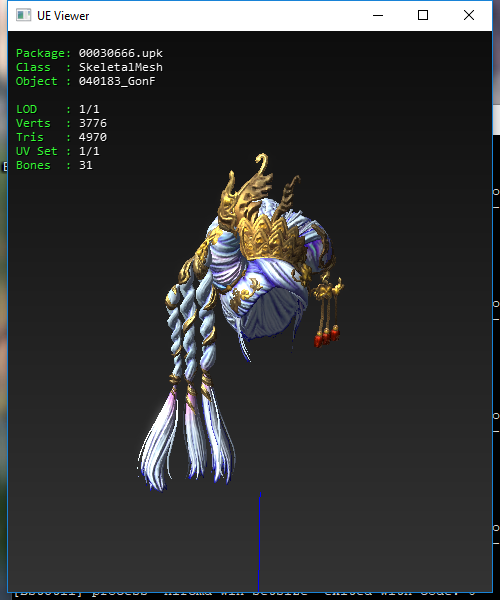 UE Viewer
Package: 00030666.upk
Class : SkeletalMesh
Object : 040183_GonF
LOD : 1/1
Verts : 3776
Tris : 4970
UV Set : 1/1
Bones : 31